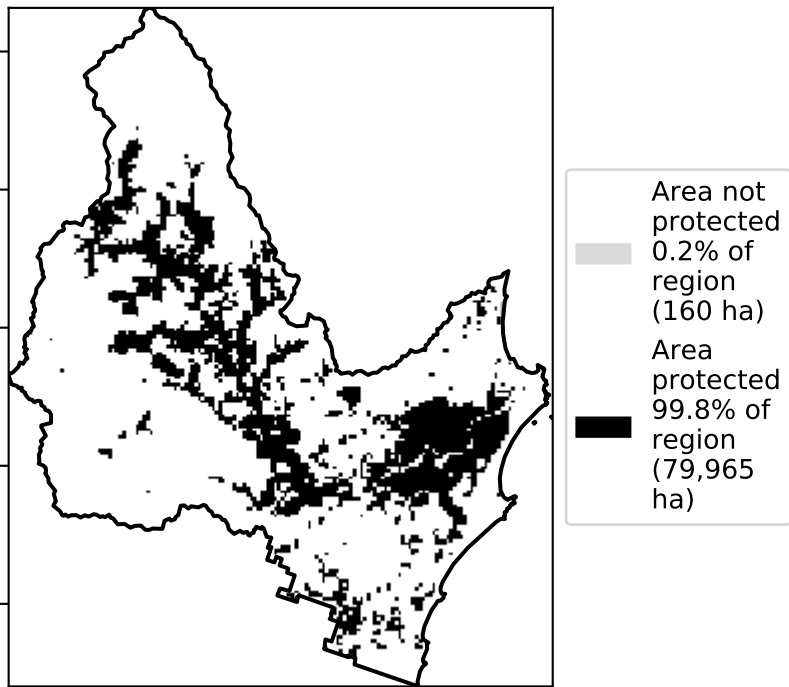 Area not
protected
0.2% of
region
(160 ha)
Area
protected
99.8% of
region
(79,965
ha)